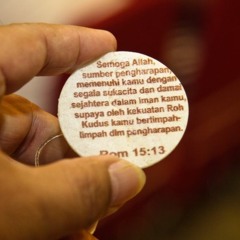 Semoga Allah,
sumber pengharapan,
memenuhi kamu dengan
segala sukacita dan damai
sejahtera dalam iman kamu,
supaya oleh kekuatan Roh
Kudus kamu berlimpah-
limpah dlm pengharapan.
Rom 15:13